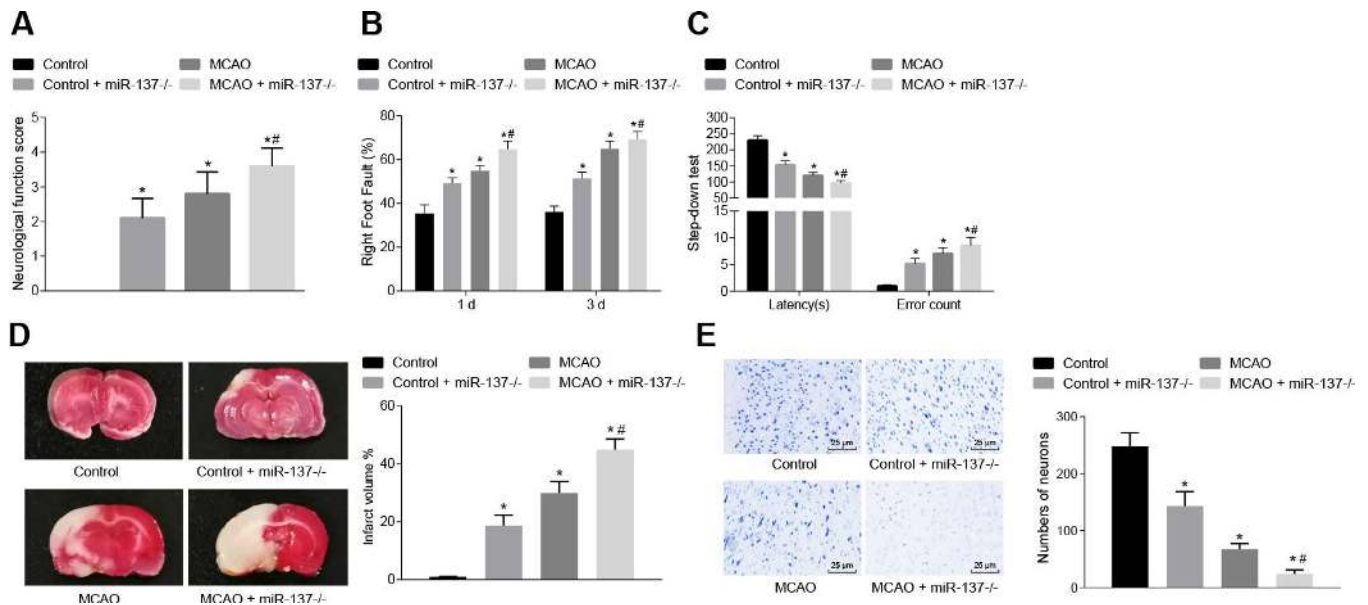 A
Control
MCAO
Control + miR-137-/-
MCAO + miR-137-/-
Neurological function score
5
4
3
2
1
0
*
*
*#
B
Control
MCAO
Control + miR-137-/-
MCAO + miR-137-/-
Right Foot Fault (%)
80
60
40
20
0
*
*
*#
*
*
*#
1 d
3 d
C
Control
MCAO
Control + miR-137-/-
MCAO + miR-137-/-
Step-down test
300
250
200
150
100
50
15
10
5
0
*
*
*#
*
*
*#
Latency(s)
Error count
D
Control
Control + miR-137-/-
MCAO
MCAO + miR-137-/-
Control
MCAO
Control + miR-137-/-
MCAO + miR-137-/-
Infarct volume %
60
40
20
0
*
*
* #
E
25 μm
25 μm
Control
Control + miR-137-/-
25 μm
25 μm
MCAO
MCAO + miR-137-/-
Control
MCAO
Control + miR-137-/-
MCAO + miR-137-/-
Numbers of neurons
300
200
100
0
*
*
* #